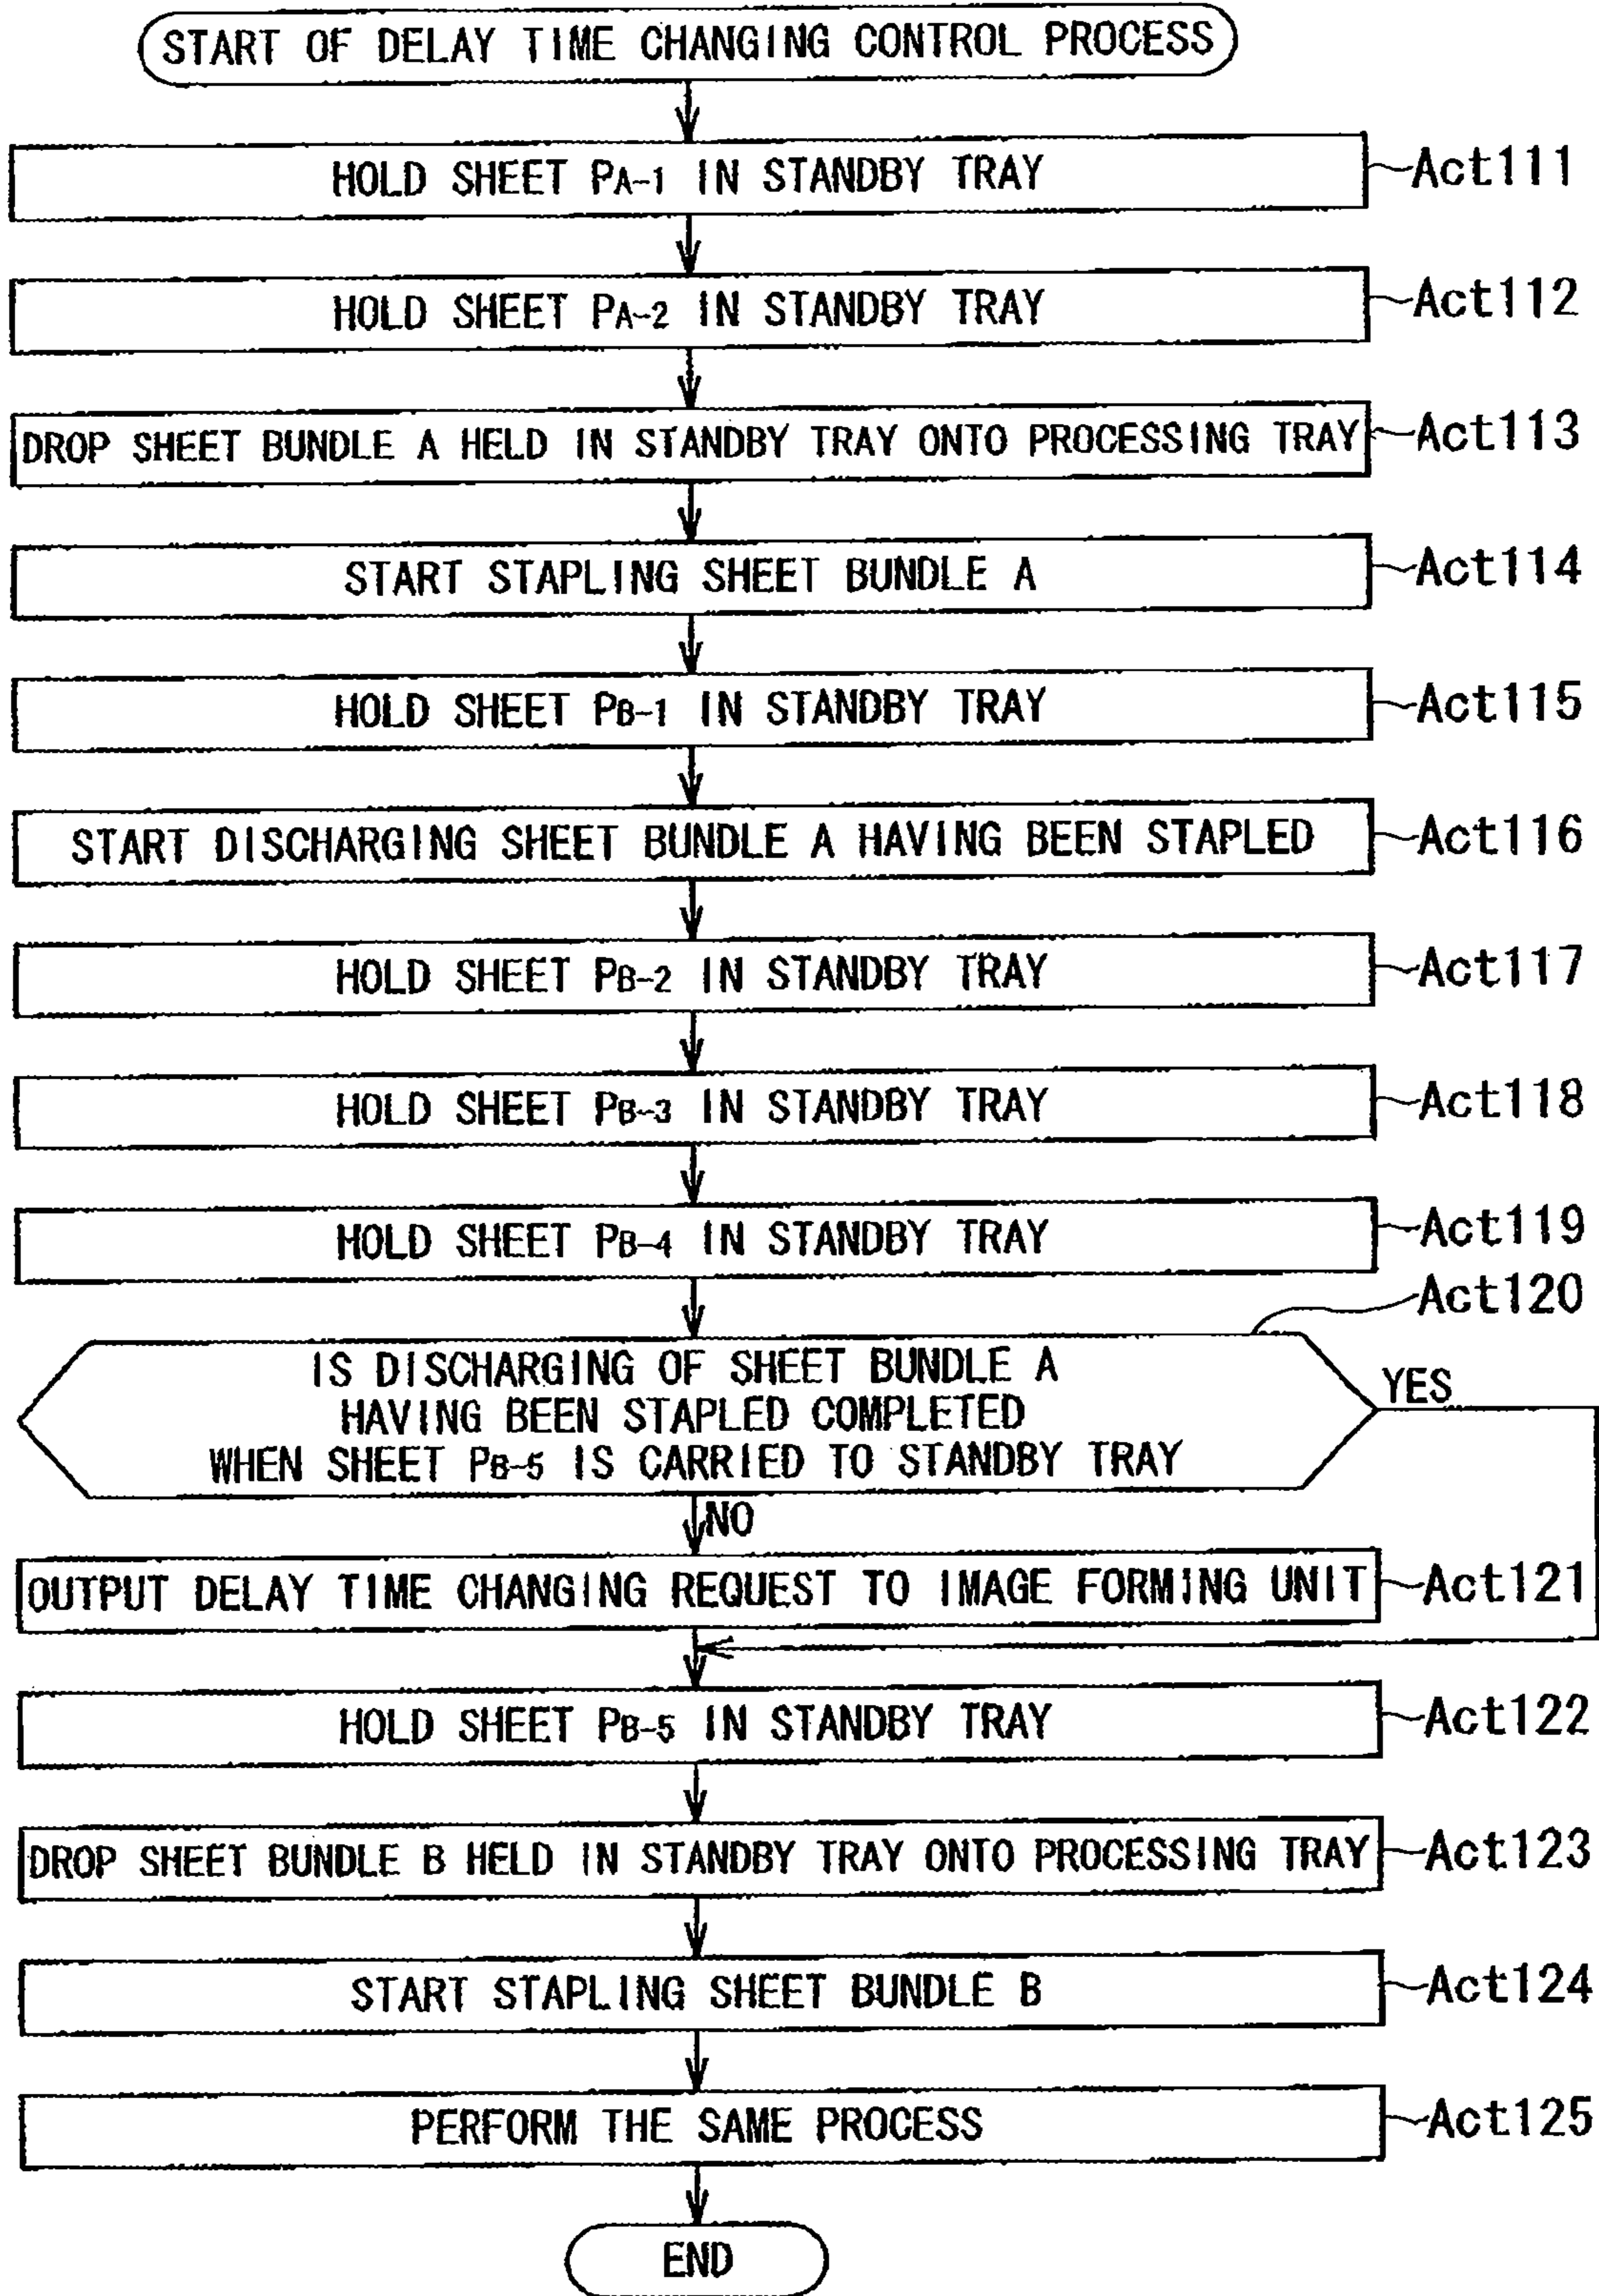 START OF DELAY TIME CHANGING CONTROL PROCESS
HOLD SHEET PA-1 IN STANDBY TRAY
Act111
HOLD SHEET PA-2 IN STANDBY TRAY
Act112
DROP SHEET BUNDLE A HELD IN STANDBY TRAY ONTO PROCESSING TRAY
Act113
START STAPLING SHEET BUNDLE A
Act114
HOLD SHEET PB-1 IN STANDBY TRAY
Act115
START DISCHARGING SHEET BUNDLE A HAVING BEEN STAPLED
Act116
HOLD SHEET PB-2 IN STANDBY TRAY
Act117
HOLD SHEET PB-3 IN STANDBY TRAY
Act118
HOLD SHEET PB-4 IN STANDBY TRAY
Act119
Act120
IS DISCHARGING OF SHEET BUNDLE A
HAVING BEEN STAPLED COMPLETED
WHEN SHEET PB-5 IS CARRIED TO STANDBY TRAY
YES
NO
OUTPUT DELAY TIME CHANGING REQUEST TO IMAGE FORMING UNIT
Act121
HOLD SHEET PB-5 IN STANDBY TRAY
Act122
DROP SHEET BUNDLE B HELD IN STANDBY TRAY ONTO PROCESSING TRAY
Act123
START STAPLING SHEET BUNDLE B
Act124
PERFORM THE SAME PROCESS
Act125
END